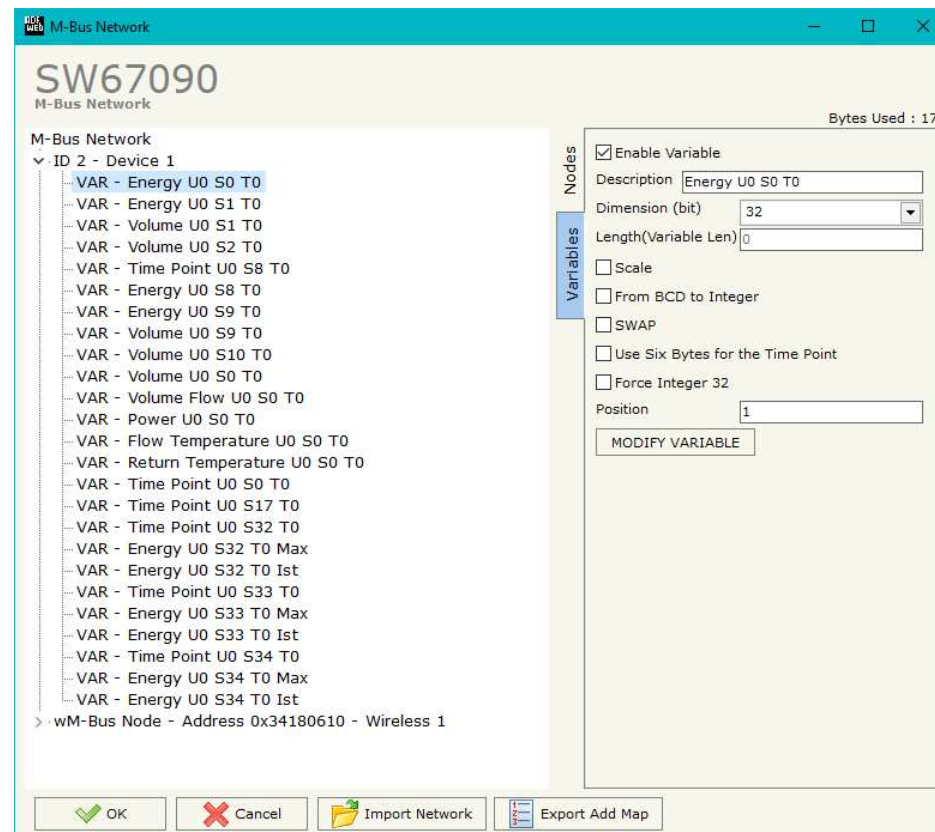 ADF WEB M-Bus Network
SW67090
M-Bus Network
Bytes Used : 17
M-Bus Network
ID 2 - Device 1
VAR - Energy U0 S0 T0
VAR - Energy U0 S1 T0
VAR - Volume U0 S1 T0
VAR - Volume U0 S2 T0
VAR - Time Point U0 S8 T0
VAR - Energy U0 S8 T0
VAR - Energy U0 S9 T0
VAR - Volume U0 S9 T0
VAR - Volume U0 S10 T0
VAR - Volume U0 S0 T0
VAR - Volume Flow U0 S0 T0
VAR - Power U0 S0 T0
VAR - Flow Temperature U0 S0 T0
VAR - Return Temperature U0 S0 T0
VAR - Time Point U0 S0 T0
VAR - Time Point U0 S17 T0
VAR - Time Point U0 S32 T0
VAR - Energy U0 S32 T0 Max
VAR - Energy U0 S32 T0 Ist
VAR - Time Point U0 S33 T0
VAR - Energy U0 S33 T0 Max
VAR - Energy U0 S33 T0 Ist
VAR - Time Point U0 S34 T0
VAR - Energy U0 S34 T0 Max
VAR - Energy U0 S34 T0 Ist
wM-Bus Node - Address 0x34180610 - Wireless 1
Nodes
Variables
Enable Variable
Description Energy U0 S0 T0
Dimension (bit) 32
Length(Variable Len) 0
Scale
From BCD to Integer
SWAP
Use Six Bytes for the Time Point
Force Integer 32
Position 1
MODIFY VARIABLE
OK Cancel Import Network 1 2 3 Export Add Map